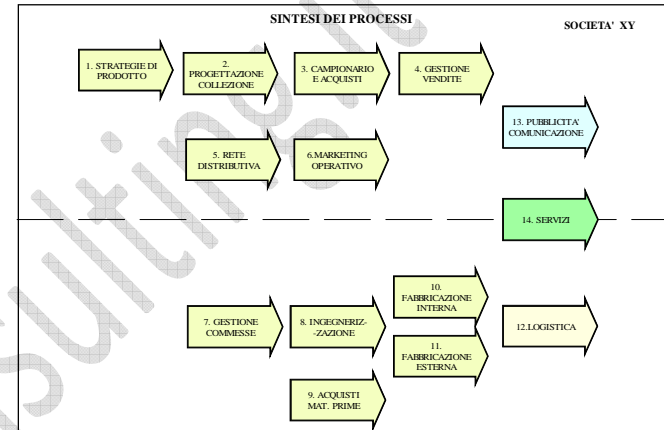 SINTESI DEI PROCESSI
SOCIETA' XY
1. STRATEGIE DI
PRODOTTO
2.
PROGETTAZIONE
COLLEZIONE
3. CAMPIONARIO
E ACQUISTI
4. GESTIONE
VENDITE
13. PUBBLICITA'
COMUNICAZIONE
5. RETE
DISTRIBUTIVA
6.MARKETING
OPERATIVO
14. SERVIZI
7. GESTIONE
COMMESSE
8. INGEGNERIZ-
-ZAZIONE
10.
FABBRICAZIONE
INTERNA
11.
FABBRICAZIONE
ESTERNA
12.LOGISTICA
9. ACQUISTI
MAT. PRIME
sulting.it